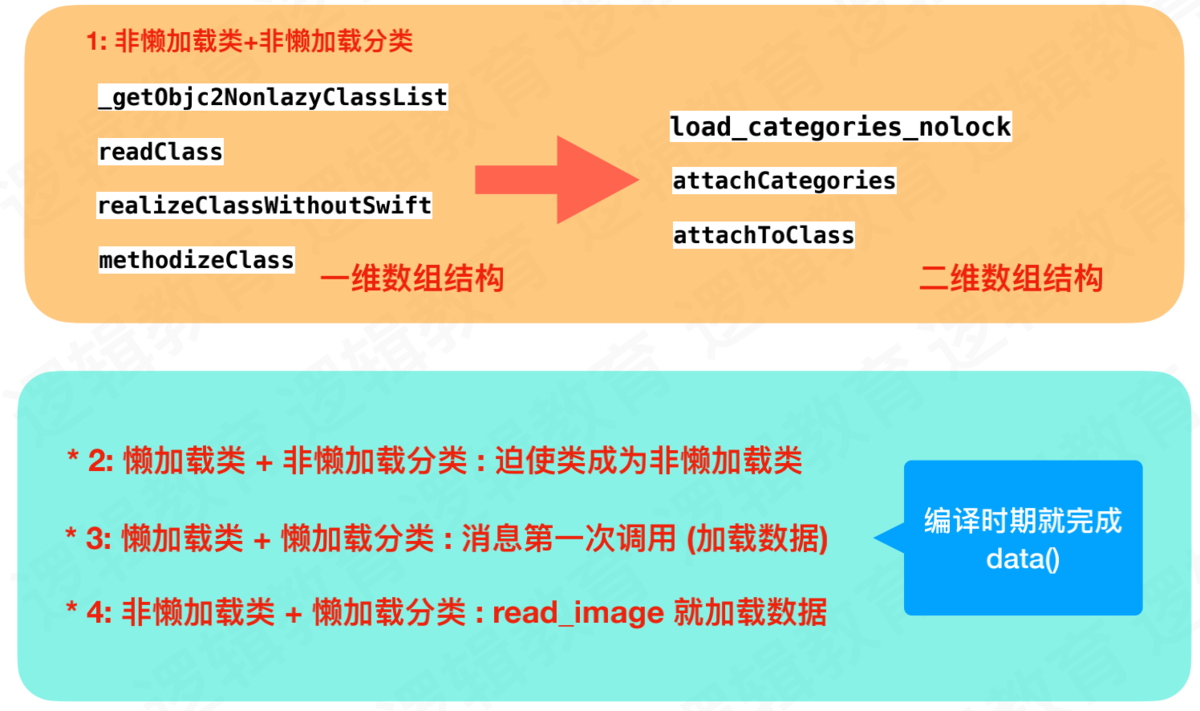 1: 非懒加载类+非懒加载分类
_getObjc2NonlazyClassList
readClass
realizeClassWithoutSwift
methodizeClass
一维数组结构
load_categories_nolock
attachCategories
attachToClass
二维数组结构
* 2: 懒加载类 + 非懒加载分类 : 迫使类成为非懒加载类
* 3: 懒加载类 + 懒加载分类 : 消息第一次调用 (加载数据)
* 4: 非懒加载类 + 懒加载分类 : read_image 就加载数据
编译时期就完成
data()
逻辑教育